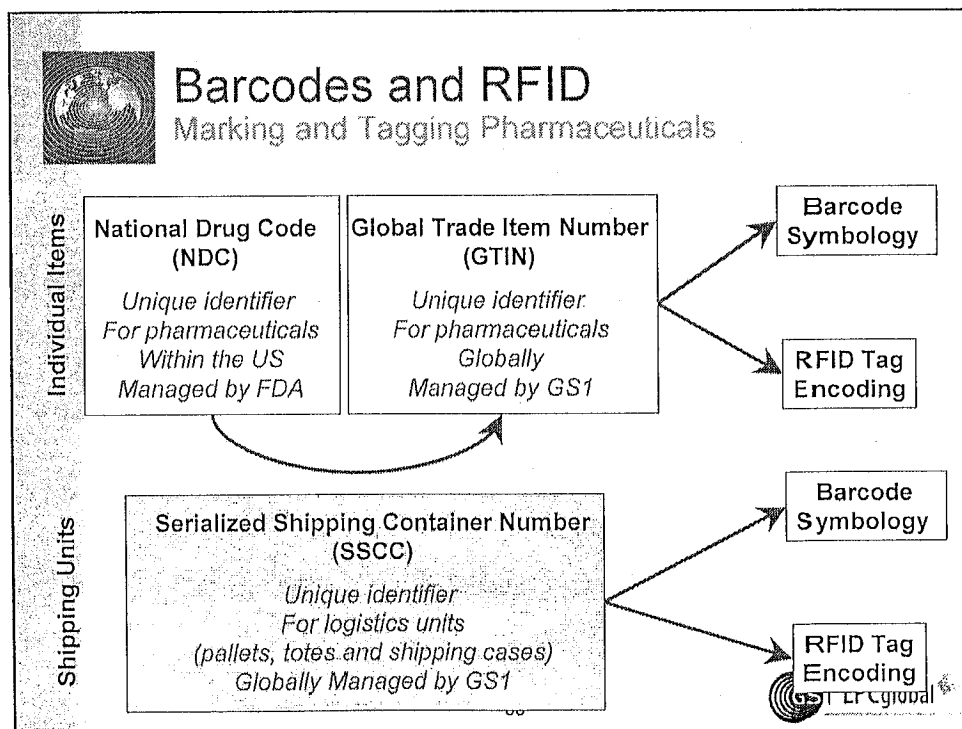 Barcodes and RFID
Marking and Tagging Pharmaceuticals
Individual Items
National Drug Code
(NDC)
Unique identifier
For pharmaceuticals
Within the US
Managed by FDA
Global Trade Item Number
(GTIN)
Unique identifier
For pharmaceuticals
Globally
Managed by GS1
Barcode
Symbology
RFID Tag
Encoding
Shipping Units
Serialized Shipping Container Number
(SSCC)
Unique identifier
For logistics units
(pallets, totes and shipping cases)
Globally Managed by GS1
Barcode
Symbology
RFID Tag
Encoding